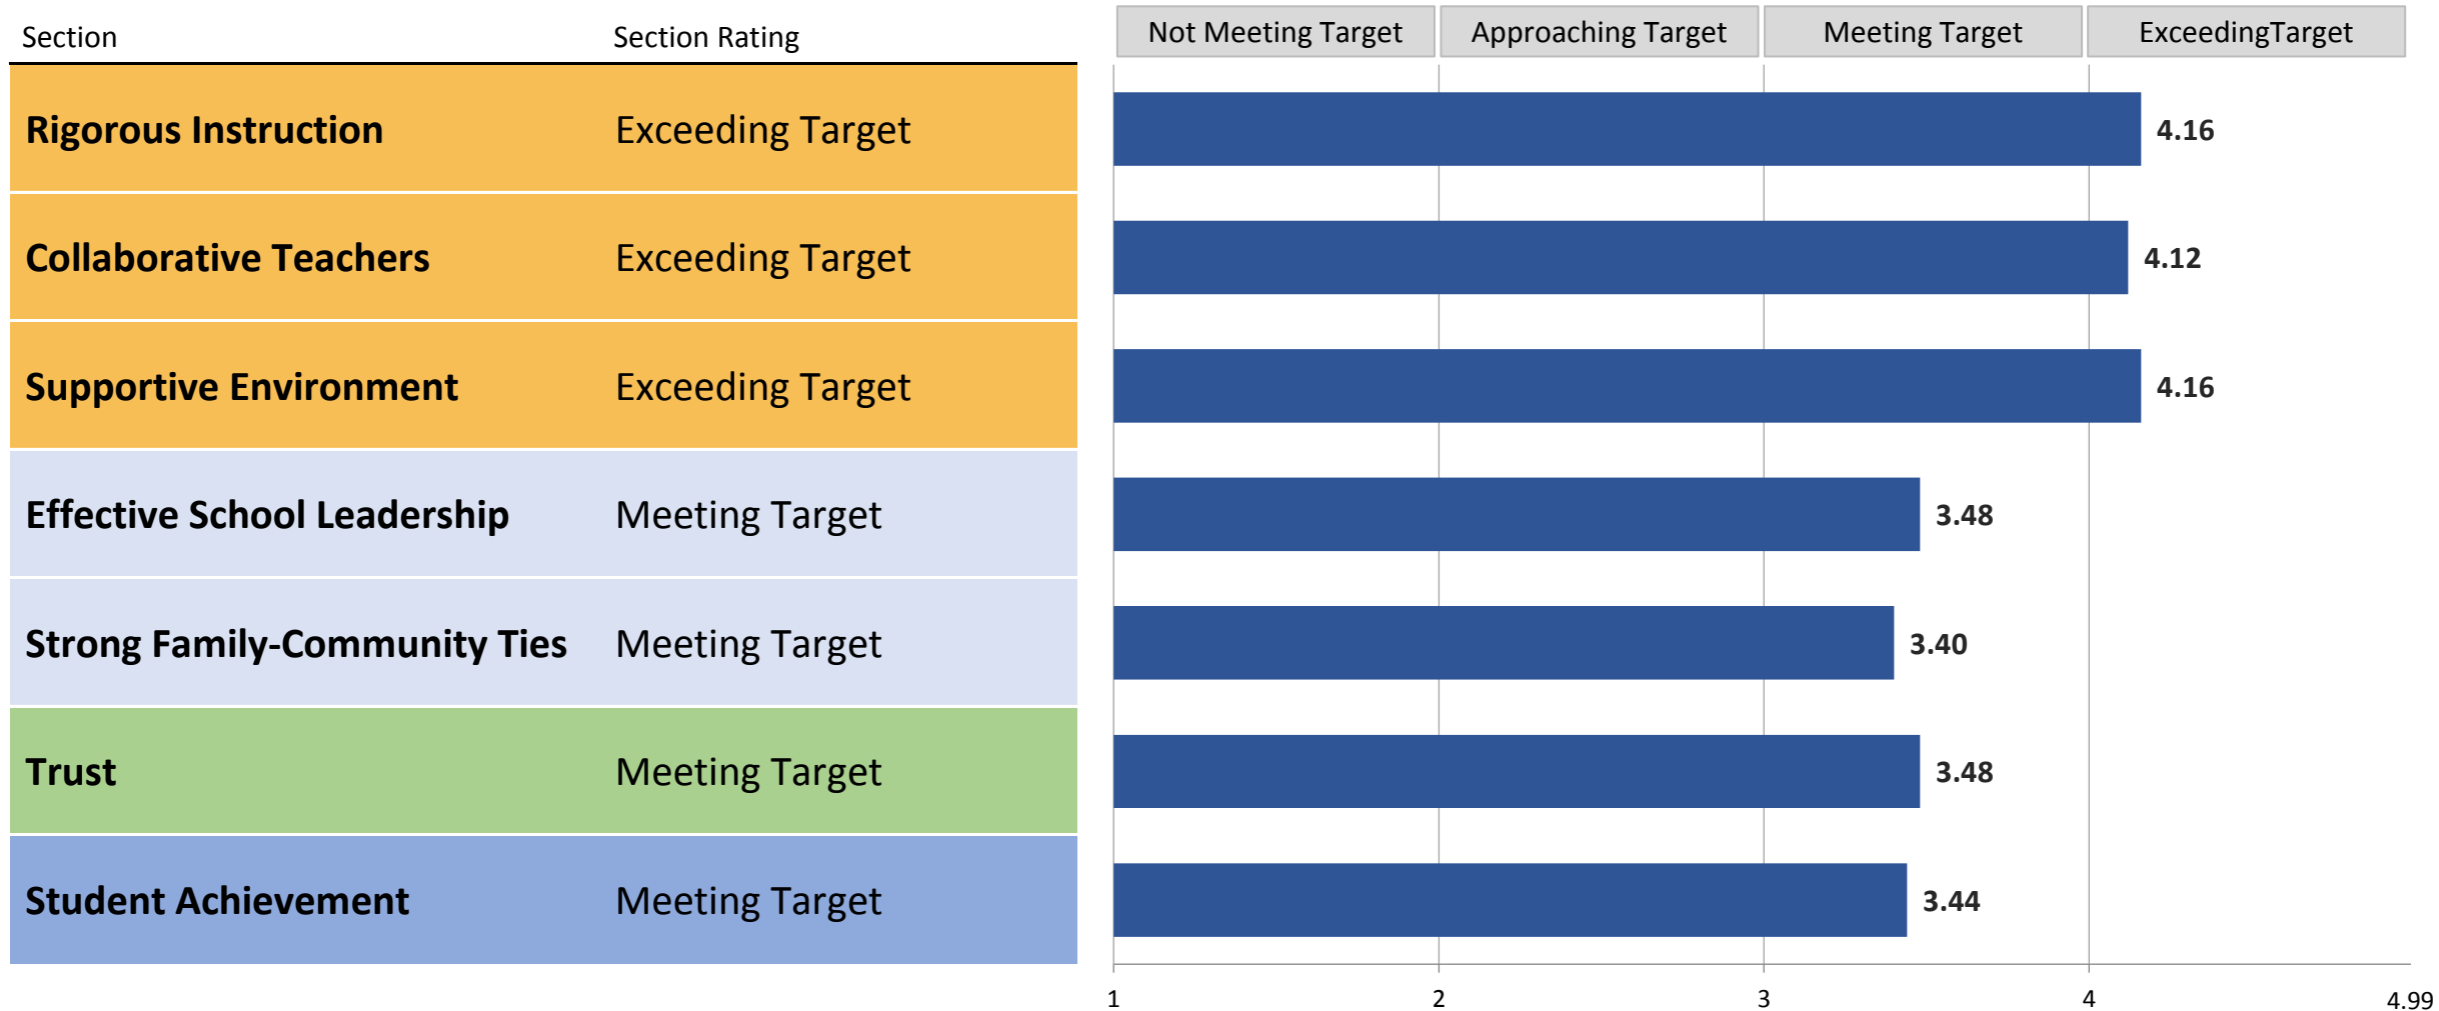 Section Section Rating Not Meeting Target Approaching Target Meeting Target ExceedingTarget
Rigorous Instruction Exceeding Target 4.16
Collaborative Teachers Exceeding Target 4.12
Supportive Environment Exceeding Target 4.16
Effective School Leadership Meeting Target 3.48
Strong Family-Community Ties Meeting Target 3.40
Trust Meeting Target 3.48
Student Achievement Meeting Target 3.44
1 2 3 4 4.99